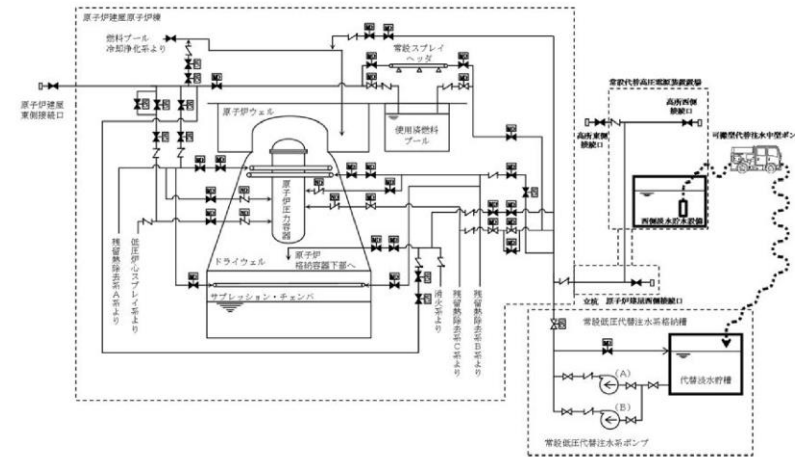 原子炉建屋原子炉棟
燃料プール
冷却浄化系より
常設スプレイ
ヘッダ
原子炉建屋
東側接続口
原子炉ウェル
使用済燃料
プール
常設代替高圧電源装置置場
高所西側
接続口
高所東側
接続口
可搬型代替注水中型ポンプ
西側淡水貯水設備
原子炉圧力容器
ドライウェル
原子炉
格納容器下部へ
サプレッション・チェンバ
残留熱除去系A系より
低圧炉心スプレイ系より
消火系より
残留熱除去系C系より
残留熱除去系B系より
立坑
原子炉建屋西側接続口
常設低圧代替注水系格納槽
代替淡水貯槽
(A)
(B)
常設低圧代替注水系ポンプ